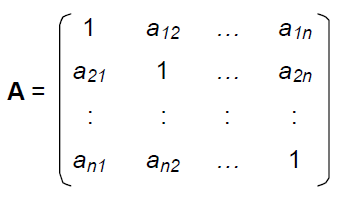 1 a12 ... a1n
A = a21 1 ... a2n
: : : :
an1 an2 ... 1